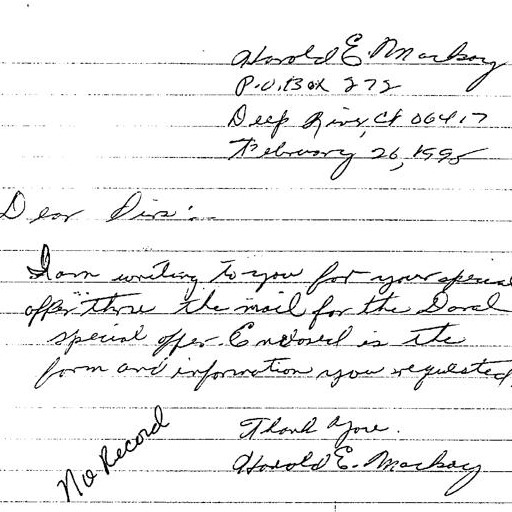 Harold E. Mackay
P.O. Box 272
Deep River, Ct 06417
February 26, 1995
Dear Sirs:
I am writing to you for your special
offer thro the mail for the Doral
special offer Enclosed is the
form and information you requested.
Thank You.
Harold E. Mackay
No Record